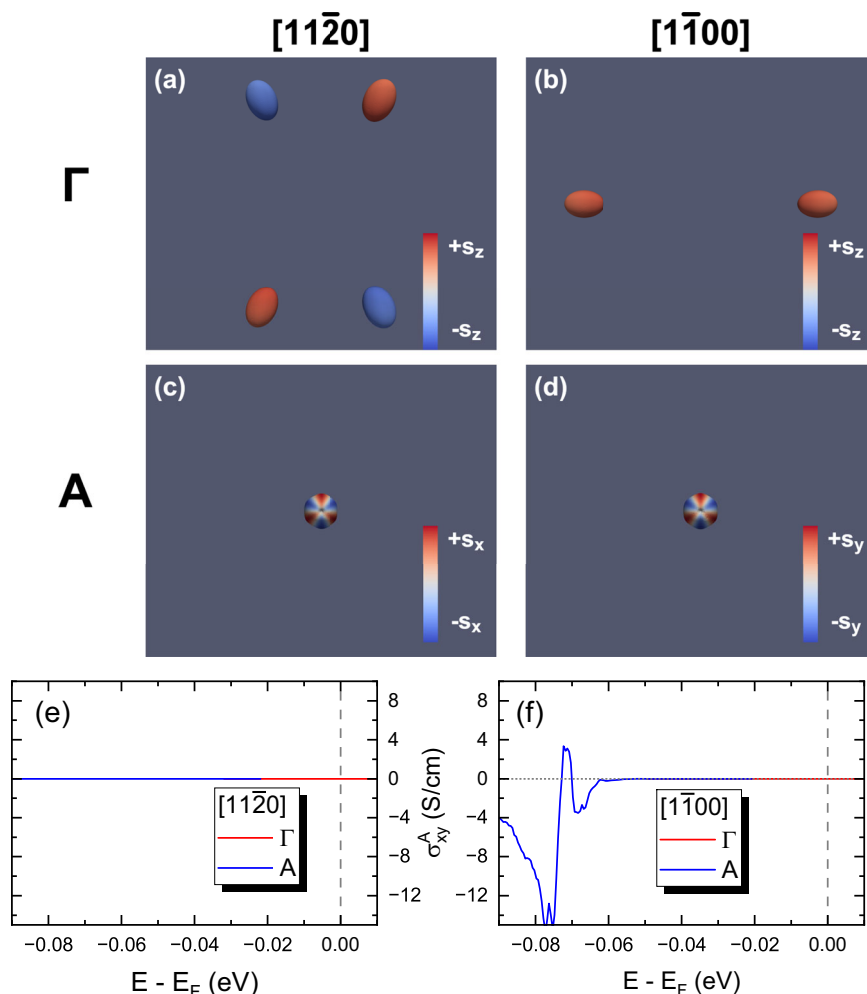 [112̅0] [11̅00]
(a) (b)
Γ
+sz +sz
-sz -sz
(c) (d)
A
+sx +sy
-sx -sy
(e) (f)
8 8
4 4
0 0
−4 −4
−8 −8
−12 −12
σᴬxy (S/cm)
[112̅0] [11̅00]
Γ Γ
A A
−0.08 −0.06 −0.04 −0.02 0.00 −0.08 −0.06 −0.04 −0.02 0.00
E - EF (eV) E - EF (eV)